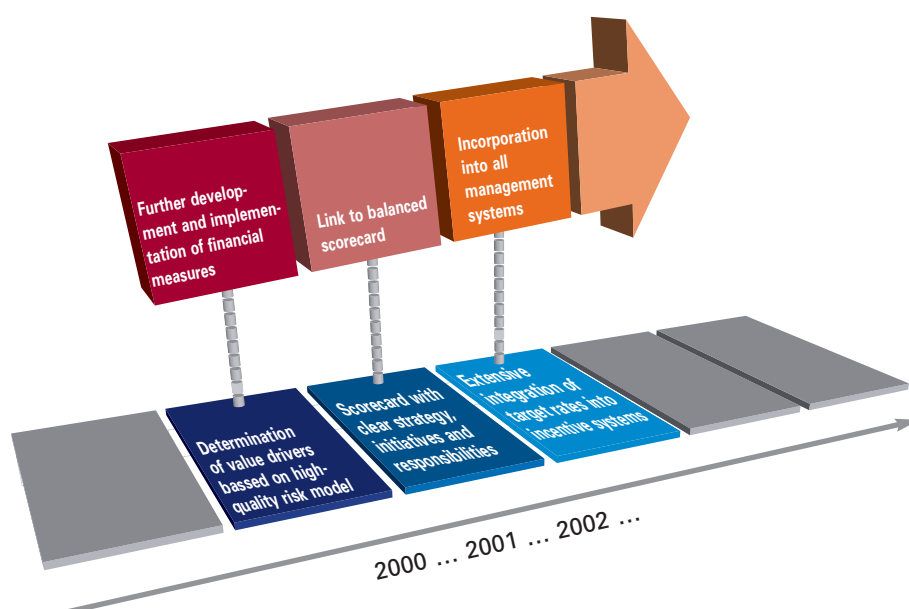 Further develop-
ment and implemen-
tation of financial
measures
Link to balanced
scorecard
Incorporation
into all
management
systems
Determination
of value drivers
bassed on high-
quality risk model
Scorecard with
clear strategy,
initiatives and
responsibilities
Extensive
integration of
target rates into
incentive systems
2000 ... 2001 ... 2002 ...